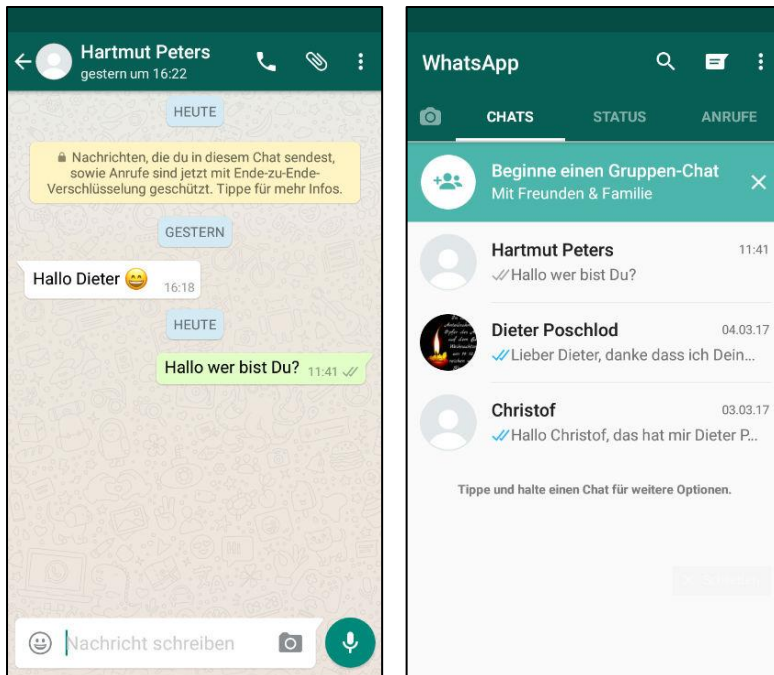 Hartmut Peters
gestern um 16:22
HEUTE
Nachrichten, die du in diesem Chat sendest,
sowie Anrufe sind jetzt mit Ende-zu-Ende-
Verschlüsselung geschützt. Tippe für mehr Infos.
GESTERN
Hallo Dieter 😄
16:18
HEUTE
Hallo wer bist Du? 11:41
Nachricht schreiben
WhatsApp
CHATS STATUS ANRUFE
Beginne einen Gruppen-Chat
Mit Freunden & Familie
Hartmut Peters 11:41
Hallo wer bist Du?
Dieter Poschlod 04.03.17
Lieber Dieter, danke dass ich Dein...
Christof 03.03.17
Hallo Christof, das hat mir Dieter P...
Tippe und halte einen Chat für weitere Optionen.